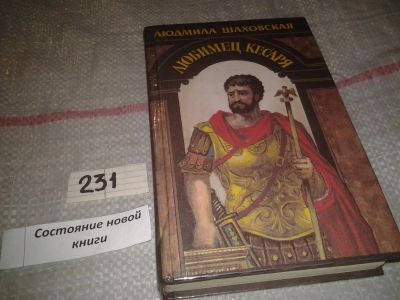 ЛЮДМИЛА ШАХОВСКАЯ
ЛЮБИМЕЦ КЕСАРЯ
231
Состояние новой
книги